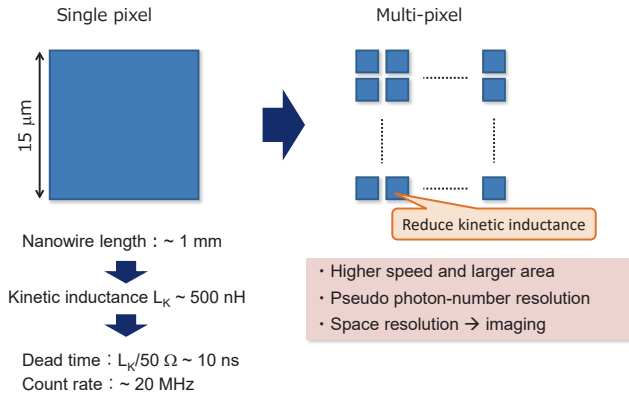 Single pixel
Multi-pixel
15 μm
Reduce kinetic inductance
Nanowire length：~ 1 mm
Kinetic inductance LK ~ 500 nH
Dead time：LK/50 Ω ~ 10 ns
Count rate：~ 20 MHz
・Higher speed and larger area
・Pseudo photon-number resolution
・Space resolution → imaging